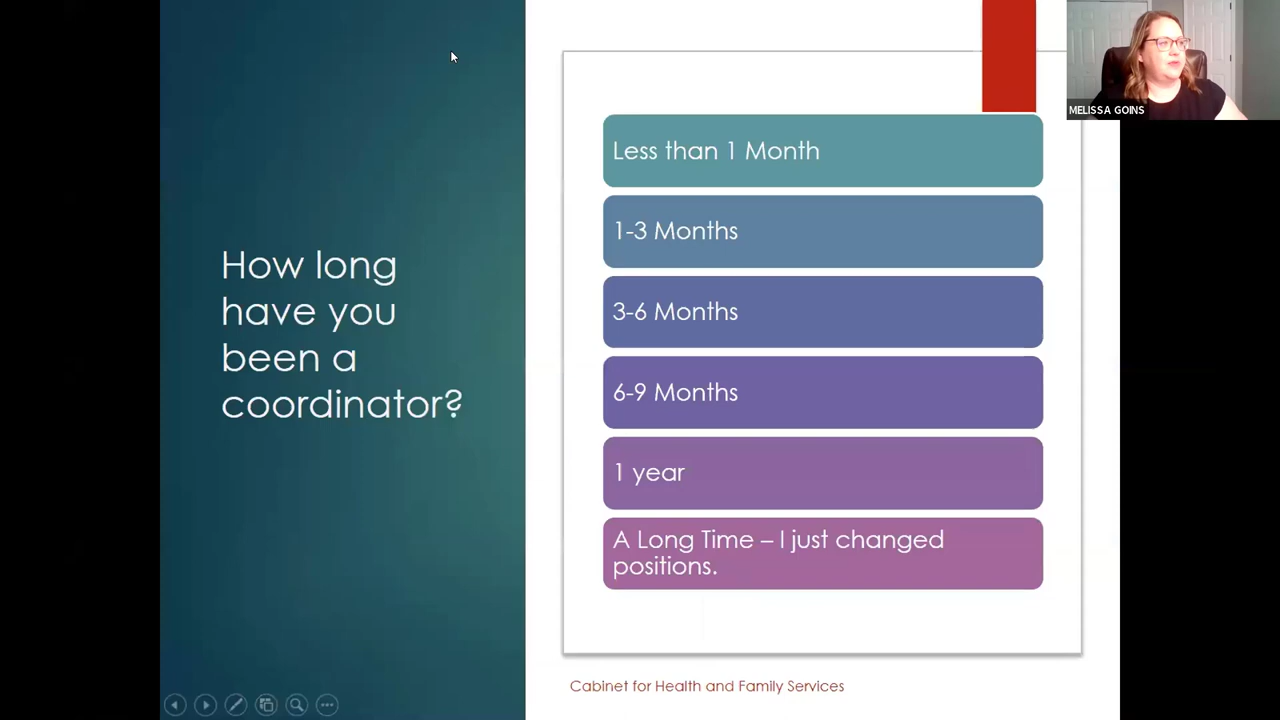 How long
have you
been a
coordinator?
Less than 1 Month
1-3 Months
3-6 Months
6-9 Months
1 year
A Long Time – I just changed
positions.
Cabinet for Health and Family Services
MELISSA GOINS